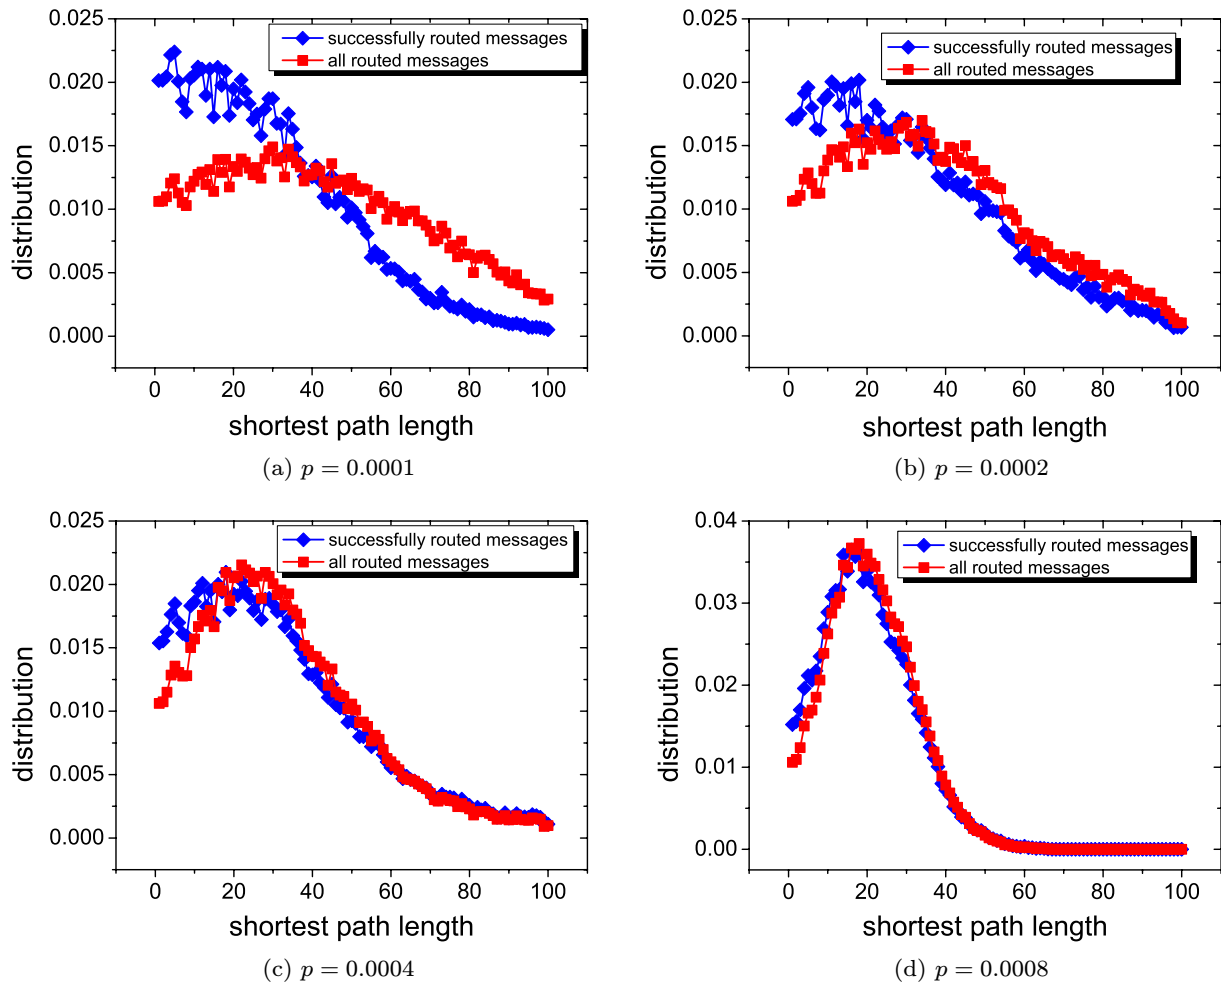 0.025
0.020
0.015
0.010
0.005
0.000
distribution
successfully routed messages
all routed messages
0 20 40 60 80 100
shortest path length
(a) p = 0.0001
0.025
0.020
0.015
0.010
0.005
0.000
distribution
successfully routed messages
all routed messages
0 20 40 60 80 100
shortest path length
(b) p = 0.0002
0.025
0.020
0.015
0.010
0.005
0.000
distribution
successfully routed messages
all routed messages
0 20 40 60 80 100
shortest path length
(c) p = 0.0004
0.04
0.03
0.02
0.01
0.00
distribution
successfully routed messages
all routed messages
0 20 40 60 80 100
shortest path length
(d) p = 0.0008